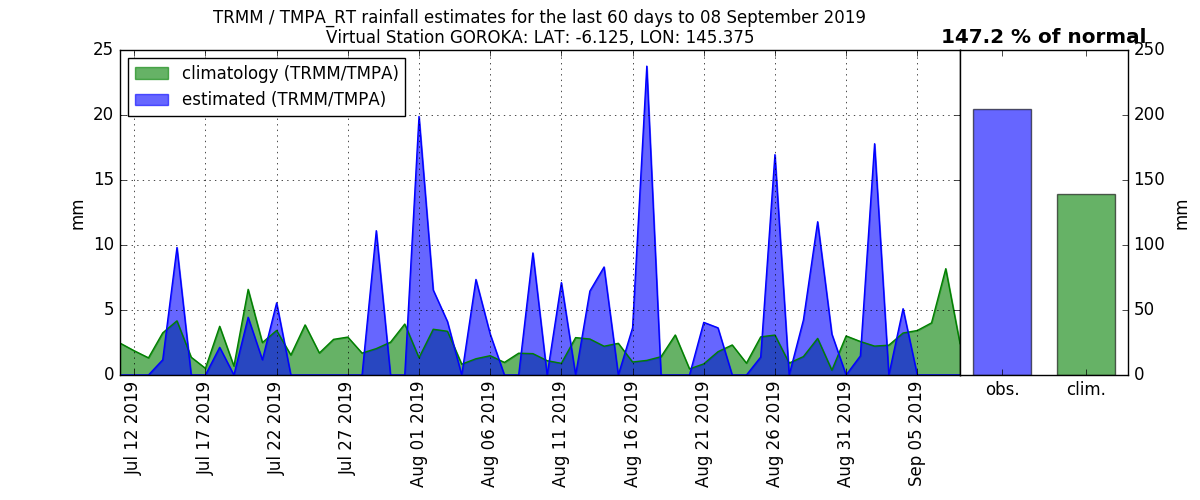 TRMM / TMPA_RT rainfall estimates for the last 60 days to 08 September 2019
Virtual Station GOROKA: LAT: -6.125, LON: 145.375
147.2 % of normal
climatology (TRMM/TMPA)
estimated (TRMM/TMPA)
25
20
15
10
5
0
mm
Jul 12 2019
Jul 17 2019
Jul 22 2019
Jul 27 2019
Aug 01 2019
Aug 06 2019
Aug 11 2019
Aug 16 2019
Aug 21 2019
Aug 26 2019
Aug 31 2019
Sep 05 2019
250
200
150
100
50
0
mm
obs.
clim.